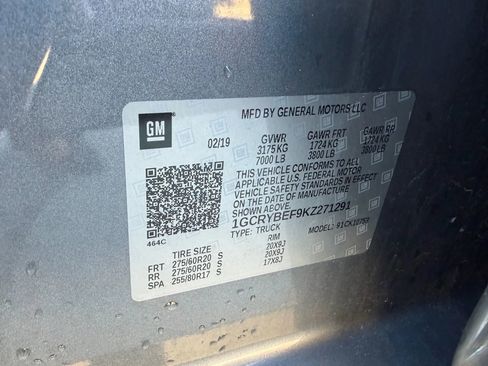 GM
MFD BY GENERAL MOTORS LLC
02/19 GVWR GAWR FRT GAWR RR
3175 KG 1724 KG 1724 KG
7000 LB 3800 LB 3800 LB
THIS VEHICLE CONFORMS TO ALL
APPLICABLE U.S. FEDERAL MOTOR
VEHICLE SAFETY STANDARDS IN
EFFECT ON THE DATE OF
MANUFACTURE SHOWN ABOVE.
1GCRYBEF9KZ271291
TYPE: TRUCK MODEL: 91CK10753
464C
TIRE SIZE RIM
FRT 275/60R20 S 20X9J
RR 275/60R20 S 20X9J
SPA 255/80R17 S 17X8J